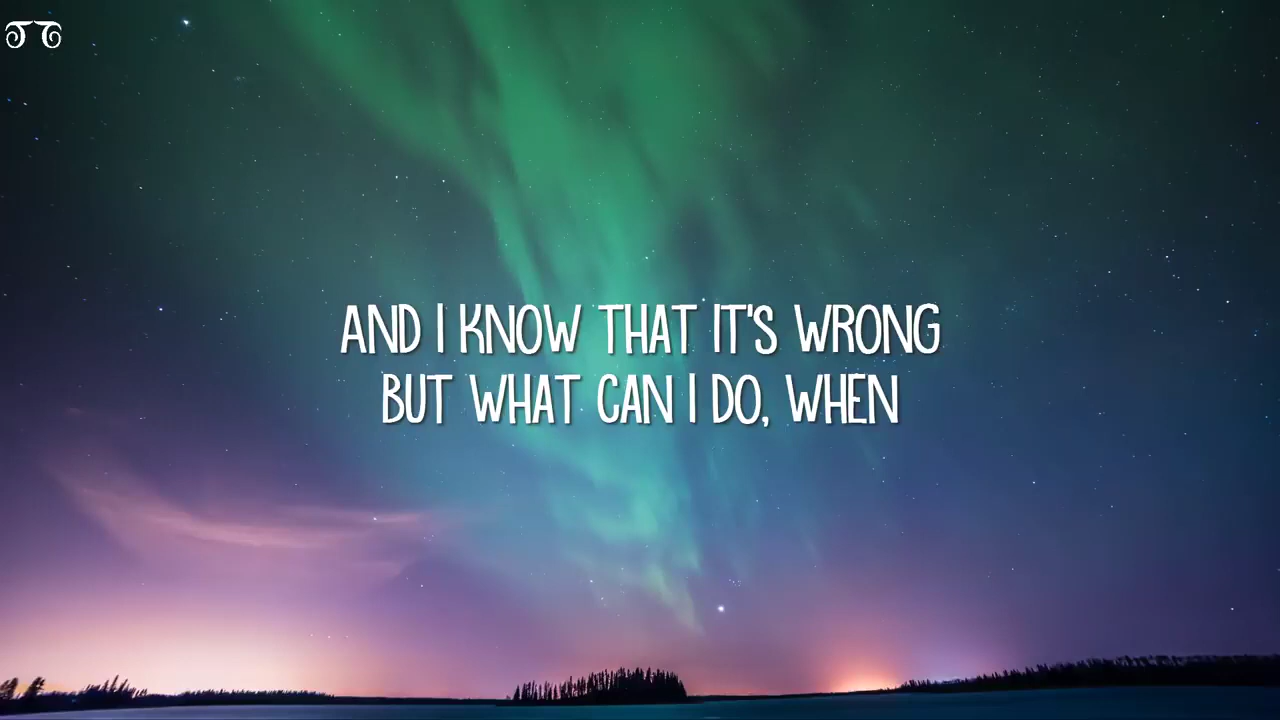 AND I KNOW THAT IT'S WRONG
BUT WHAT CAN I DO, WHEN